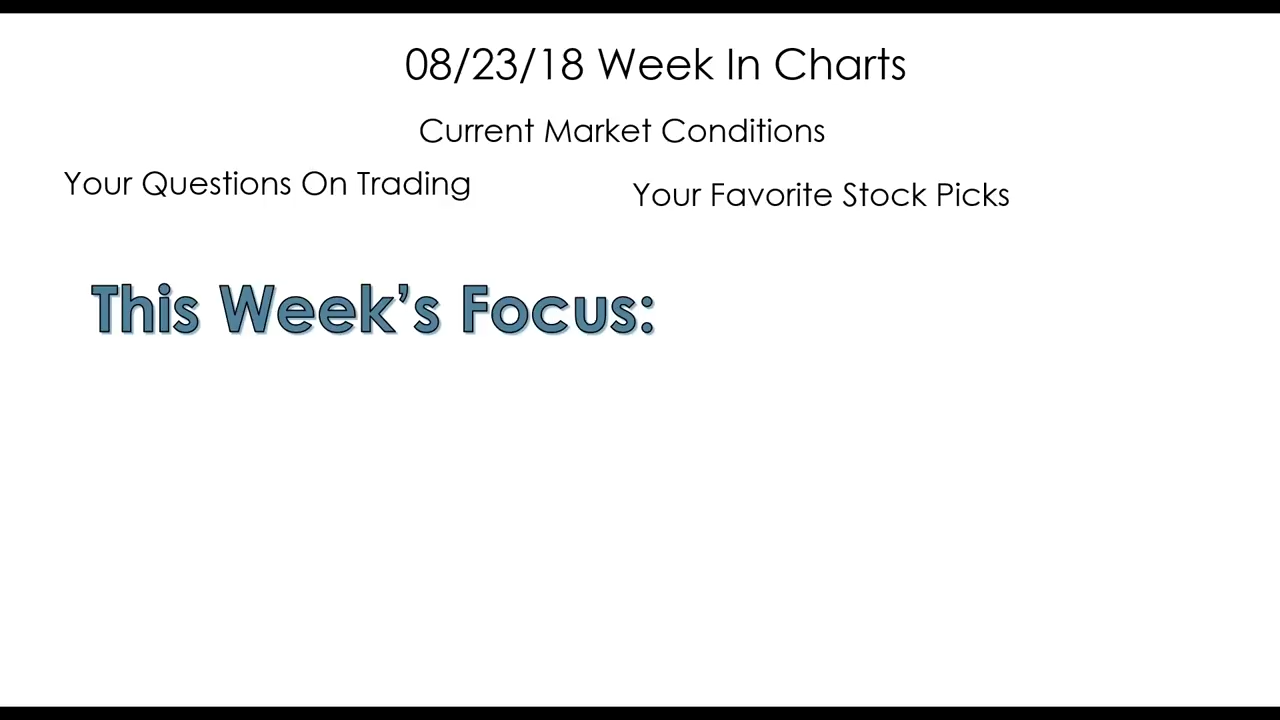 08/23/18 Week In Charts
Current Market Conditions
Your Questions On Trading
Your Favorite Stock Picks
This Week’s Focus: